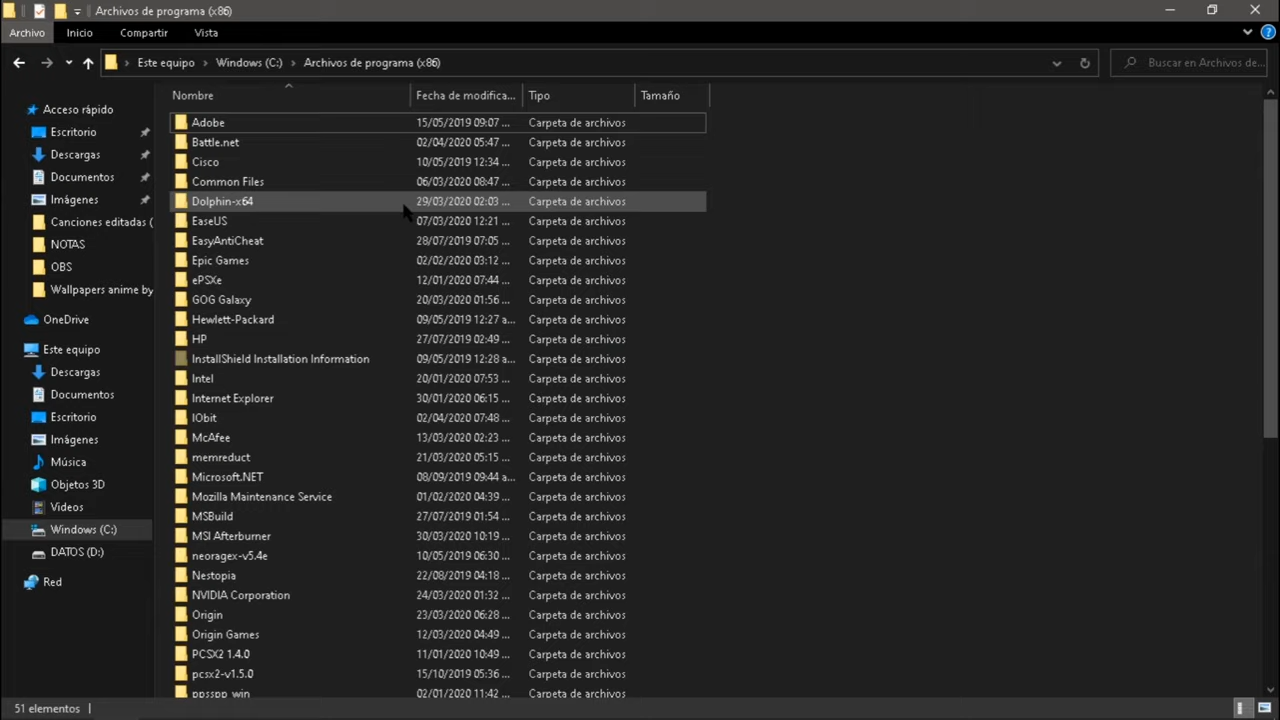 Archivos de programa (x86)
Archivo Inicio Compartir Vista
Este equipo Windows (C:) Archivos de programa (x86) Buscar en Archivos de...
Nombre Fecha de modifica... Tipo Tamaño
Acceso rápido
Escritorio
Descargas
Documentos
Imágenes
Canciones editadas (
NOTAS
OBS
Wallpapers anime by
OneDrive
Este equipo
Descargas
Documentos
Escritorio
Imágenes
Música
Objetos 3D
Videos
Windows (C:)
DATOS (D:)
Red
Adobe 15/05/2019 09:07 ... Carpeta de archivos
Battle.net 02/04/2020 05:47 ... Carpeta de archivos
Cisco 10/05/2019 12:34 ... Carpeta de archivos
Common Files 06/03/2020 08:47 ... Carpeta de archivos
Dolphin-x64 29/03/2020 02:03 ... Carpeta de archivos
EaseUS 07/03/2020 12:21 ... Carpeta de archivos
EasyAntiCheat 28/07/2019 07:05 ... Carpeta de archivos
Epic Games 02/02/2020 03:12 ... Carpeta de archivos
ePSXe 12/01/2020 07:44 ... Carpeta de archivos
GOG Galaxy 20/03/2020 01:56 ... Carpeta de archivos
Hewlett-Packard 09/05/2019 12:27 a... Carpeta de archivos
HP 27/07/2019 02:49 ... Carpeta de archivos
InstallShield Installation Information 09/05/2019 12:28 a... Carpeta de archivos
Intel 20/01/2020 07:53 ... Carpeta de archivos
Internet Explorer 30/01/2020 06:15 ... Carpeta de archivos
IObit 02/04/2020 07:48 ... Carpeta de archivos
McAfee 13/03/2020 02:23 ... Carpeta de archivos
memreduct 21/03/2020 05:15 ... Carpeta de archivos
Microsoft.NET 08/09/2019 09:44 a... Carpeta de archivos
Mozilla Maintenance Service 01/02/2020 04:39 ... Carpeta de archivos
MSBuild 27/07/2019 01:54 ... Carpeta de archivos
MSI Afterburner 30/03/2020 10:19 ... Carpeta de archivos
neoragex-v5.4e 10/05/2019 06:30 ... Carpeta de archivos
Nestopia 22/08/2019 04:18 ... Carpeta de archivos
NVIDIA Corporation 24/03/2020 01:32 ... Carpeta de archivos
Origin 23/03/2020 06:28 ... Carpeta de archivos
Origin Games 12/03/2020 04:49 ... Carpeta de archivos
PCSX2 1.4.0 11/01/2020 10:49 ... Carpeta de archivos
pcsx2-v1.5.0 15/10/2019 05:36 ... Carpeta de archivos
ppsspp_win 02/01/2020 11:42 ... Carpeta de archivos
51 elementos